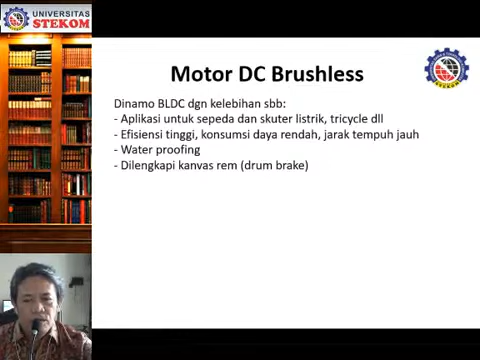 UNIVERSITAS
STEKOM
Motor DC Brushless
Dinamo BLDC dgn kelebihan sbb:
- Aplikasi untuk sepeda dan skuter listrik, tricycle dll
- Efisiensi tinggi, konsumsi daya rendah, jarak tempuh jauh
- Water proofing
- Dilengkapi kanvas rem (drum brake)